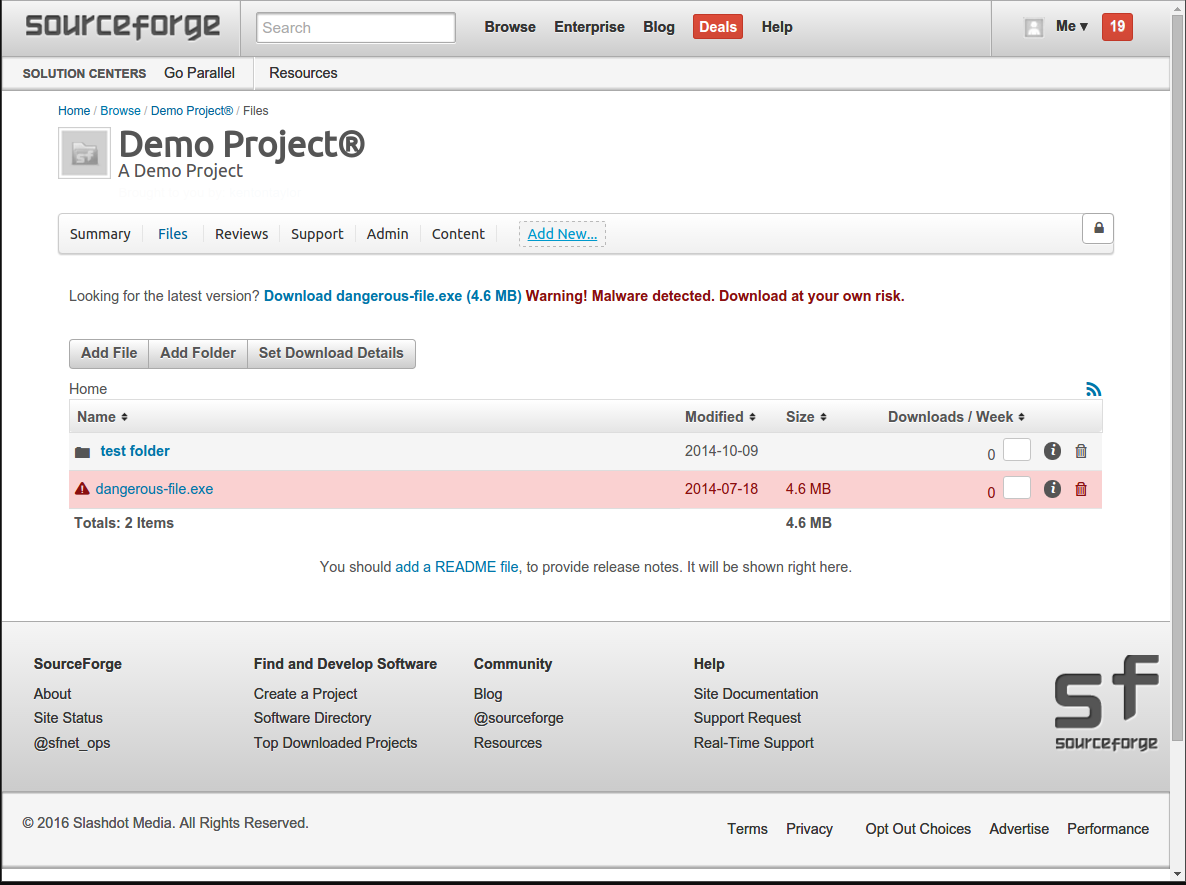 sourceforge
Search
Browse Enterprise Blog Deals Help
Me ▾ 19
SOLUTION CENTERS Go Parallel Resources
Home / Browse / Demo Project® / Files
Demo Project®
A Demo Project
Summary Files Reviews Support Admin Content Add New...
Looking for the latest version? Download dangerous-file.exe (4.6 MB) Warning! Malware detected. Download at your own risk.
Add File Add Folder Set Download Details
Home
Name Modified Size Downloads / Week
test folder 2014-10-09 0
dangerous-file.exe 2014-07-18 4.6 MB 0
Totals: 2 Items 4.6 MB
You should add a README file, to provide release notes. It will be shown right here.
SourceForge
About
Site Status
@sfnet_ops
Find and Develop Software
Create a Project
Software Directory
Top Downloaded Projects
Community
Blog
@sourceforge
Resources
Help
Site Documentation
Support Request
Real-Time Support
sf
sourceforge
© 2016 Slashdot Media. All Rights Reserved.
Terms Privacy Opt Out Choices Advertise Performance